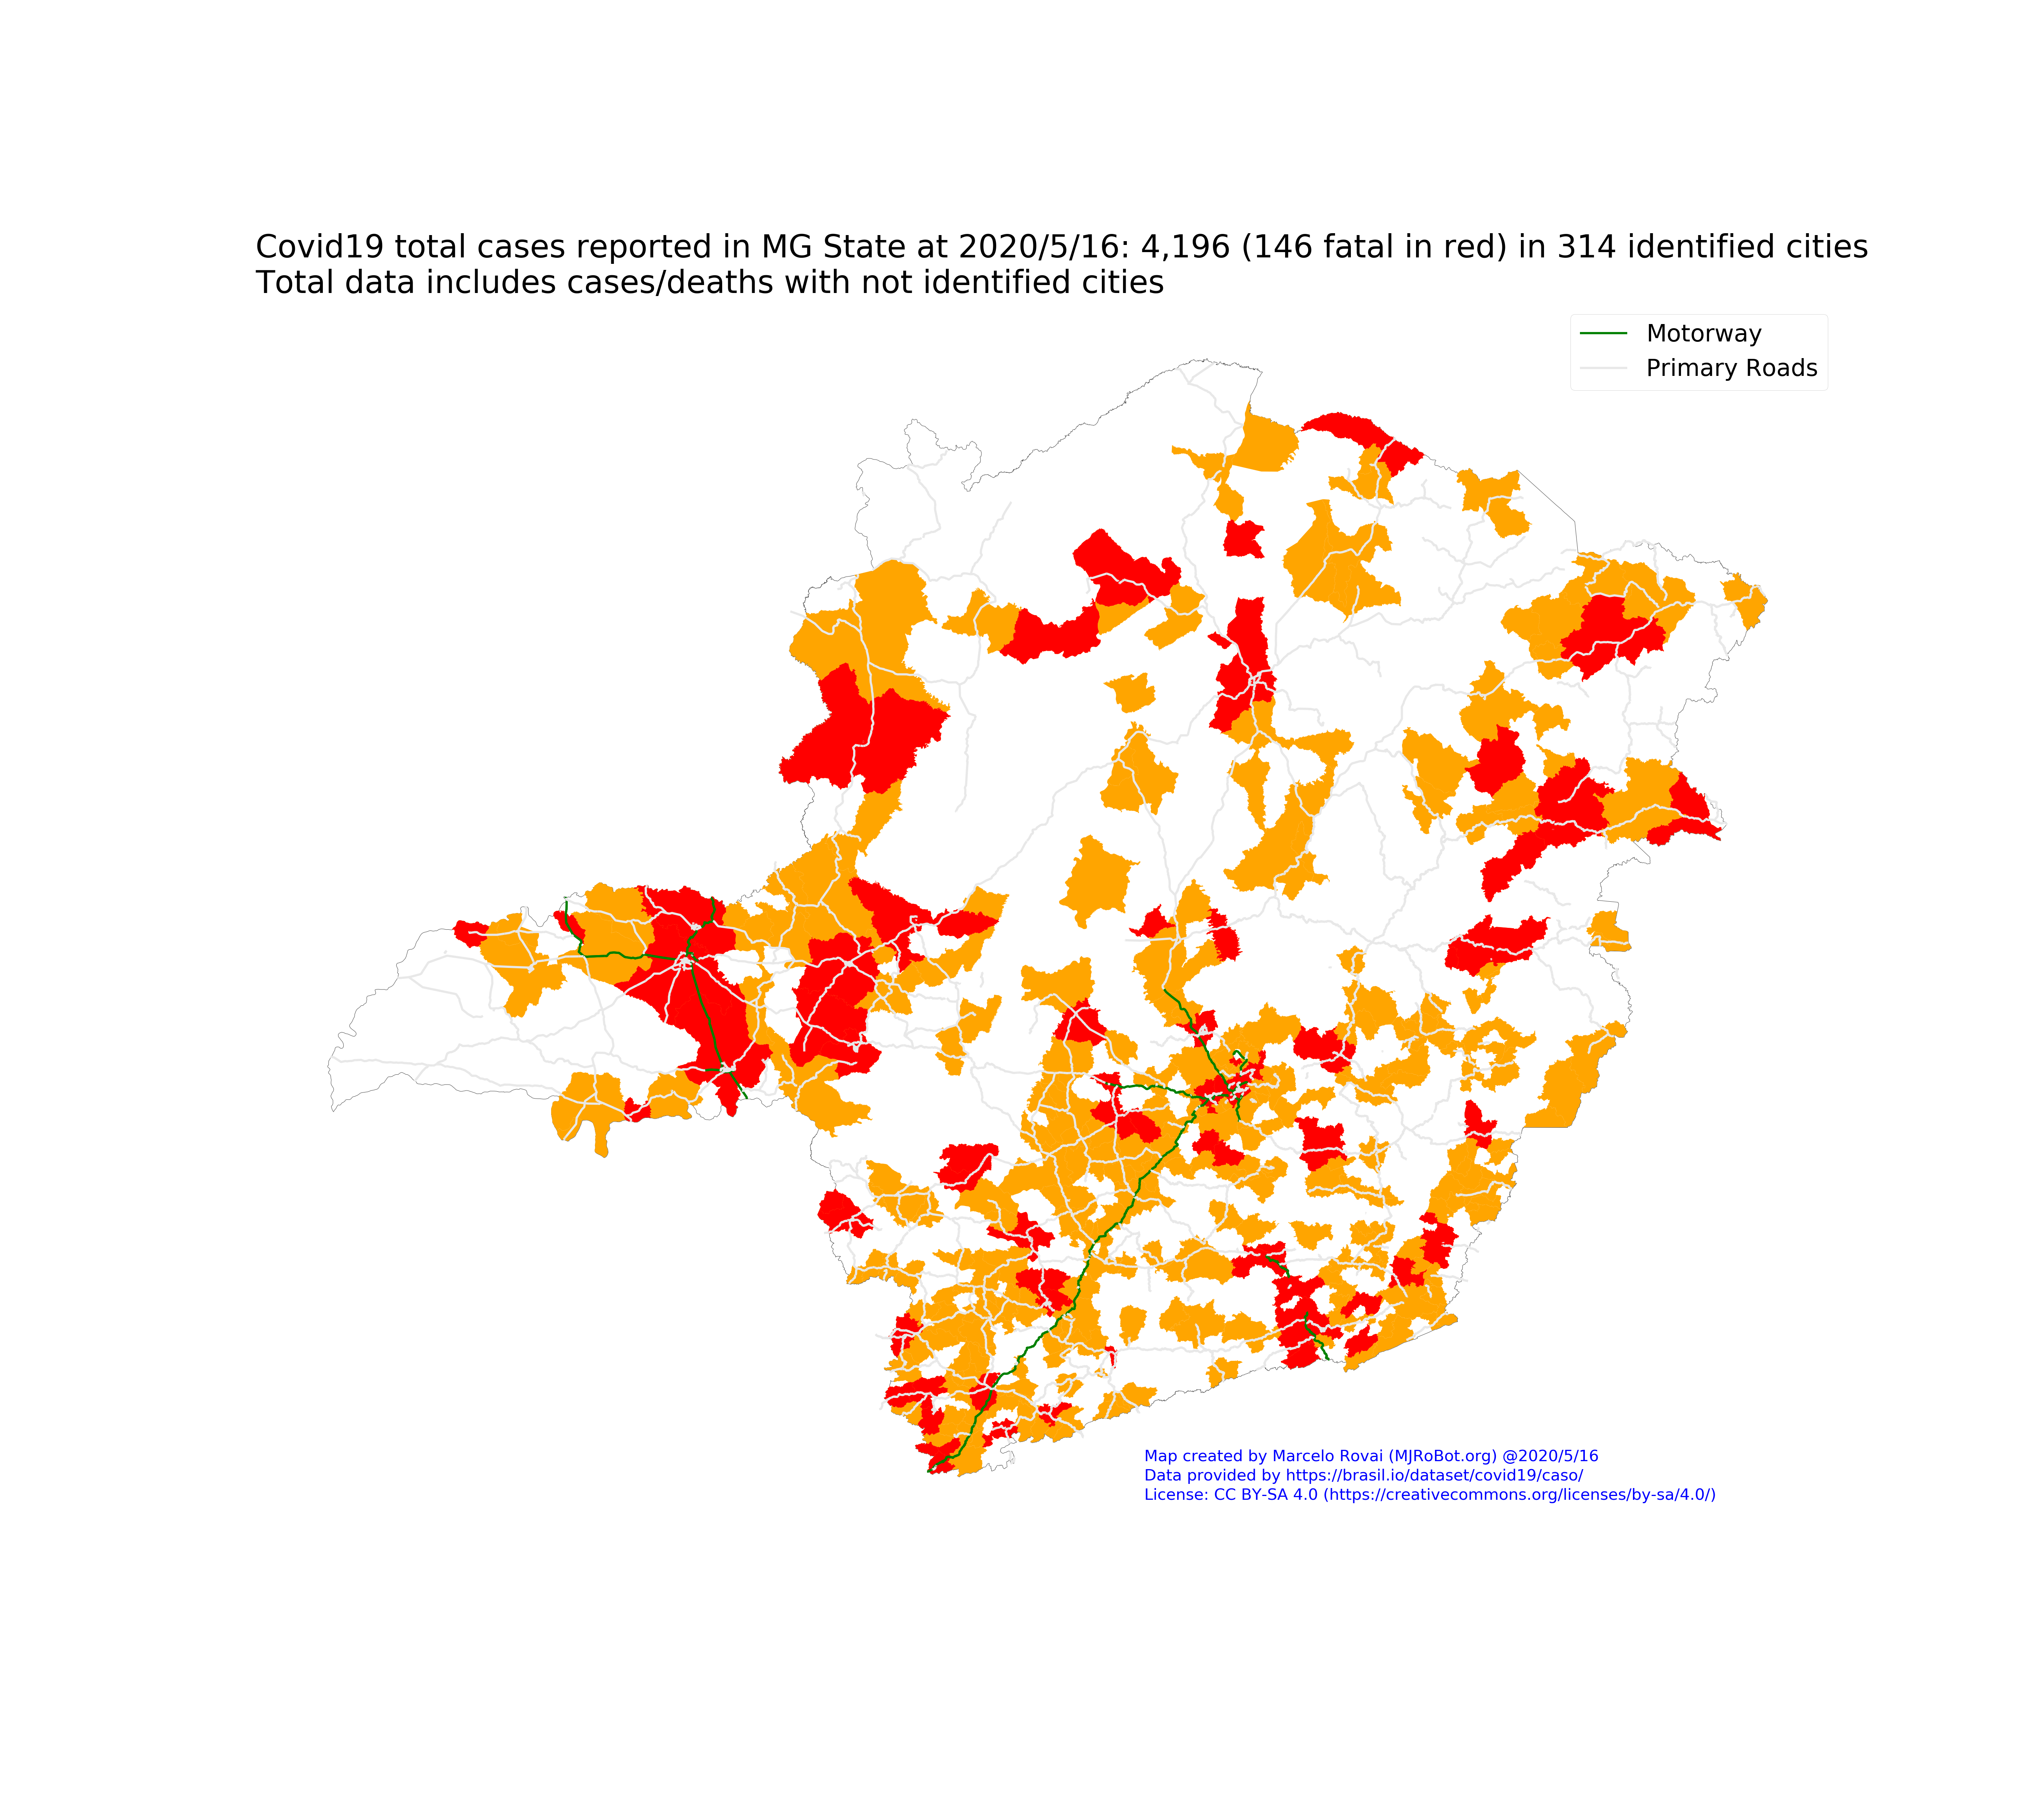 Covid19 total cases reported in MG State at 2020/5/16: 4,196 (146 fatal in red) in 314 identified cities
Total data includes cases/deaths with not identified cities
Motorway
Primary Roads
Map created by Marcelo Rovai (MJRoBot.org) @2020/5/16
Data provided by https://brasil.io/dataset/covid19/caso/
License: CC BY-SA 4.0 (https://creativecommons.org/licenses/by-sa/4.0/)